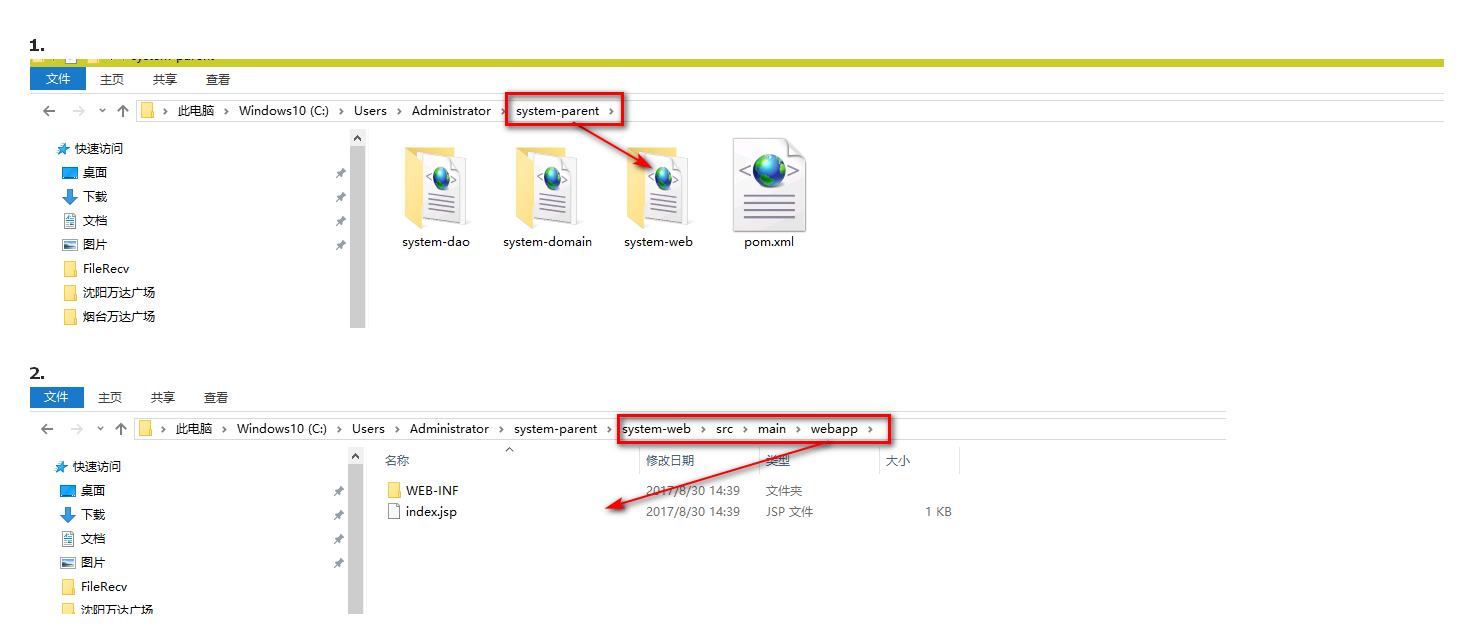 1.
system-parent
文件 主页 共享 查看
此电脑 Windows10 (C:) Users Administrator system-parent
快速访问
桌面
下载
文档
图片
FileRecv
沈阳万达广场
烟台万达广场
system-dao system-domain system-web pom.xml
2.
文件 主页 共享 查看
此电脑 Windows10 (C:) Users Administrator system-parent system-web src main webapp
快速访问
桌面
下载
文档
图片
FileRecv
沈阳万达广场
名称 修改日期 类型 大小
WEB-INF 2017/8/30 14:39 文件夹
index.jsp 2017/8/30 14:39 JSP 文件 1 KB